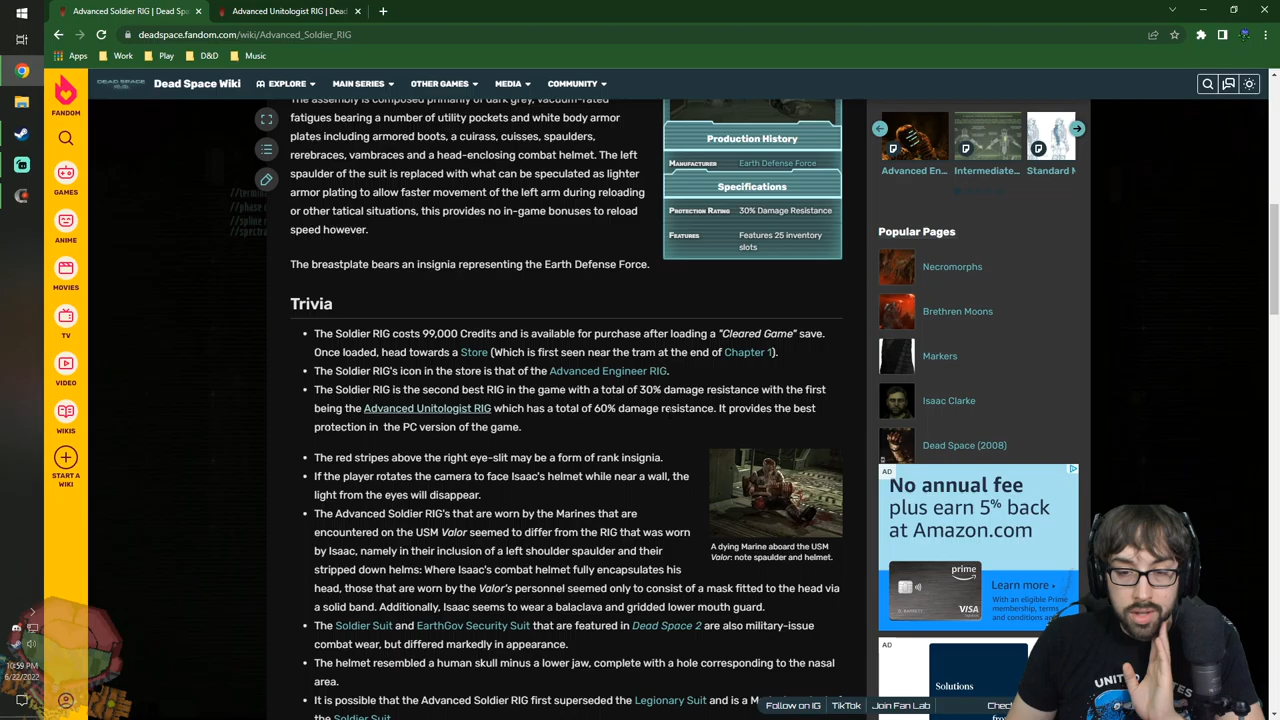 Advanced Soldier RIG | Dead Spa
Advanced Unitologist RIG | Dead
deadspace.fandom.com/wiki/Advanced_Soldier_RIG
Apps Work Play D&D Music
FANDOM
GAMES
ANIME
MOVIES
TV
VIDEO
WIKIS
START A
WIKI
Dead Space Wiki EXPLORE MAIN SERIES OTHER GAMES MEDIA COMMUNITY
The assembly is composed primarily of dark grey, vacuum-rated
fatigues bearing a number of utility pouches and white body armor
plates including armored boots, a cuirass, cuisses, spaulders,
rerebraces, vambraces and a head-enclosing combat helmet. The left
spaulder of the suit is replaced with which can be speculated as lighter
armor plating to allow faster movement of the left arm during reloading
or other tatical situations, this provides no in-game bonuses to reload
speed however.
The breastplate bears an insignia representing the Earth Defense Force.
Production History
Manufacturer Earth Defense Force
Specifications
Protection Rating 30% Damage Resistance
Features Features 25 inventory
slots
Trivia
The Soldier RIG costs 99,000 Credits and is available for purchase after loading a "Cleared Game" save.
Once loaded, head towards a Store (Which is first seen near the tram at the end of Chapter 1).
The Soldier RIG's icon in the store is that of the Advanced Engineer RIG.
The Soldier RIG is the second best RIG in the game with a total of 30% damage resistance with the first
being the Advanced Unitologist RIG which has a total of 60% damage resistance. It provides the best
protection in the PC version of the game.
The red stripes above the right eye-slit may be a form of rank insignia.
If the player rotates the camera to face Isaac's helmet while near a wall, the
light from the eyes will disappear.
The Advanced Soldier RIG's that are worn by the Marines that are
encountered on the USM Valor seemed to differ from the RIG that was worn
by Isaac, namely in their inclusion of a left shoulder spaulder and their
stripped down helms: Where Isaac's combat helmet fully encapsulates his
head, those that are worn by the Valor's personnel seemed only to consist of a mask fitted to the head via
A dying Marine aboard the USM
Valor: note spaulder and helmet.
a rigid band. Additionally, Isaac seems to wear a balaclava and gridded lower mouth guard.
The Soldier Suit and EarthGov Security Suit that are featured in Dead Space 2 are also military-issue
combat wear, but differed markedly in appearance.
The helmet resembled a human skull minus a lower jaw, complete with a hole corresponding to the nasal
area.
It is possible that the Advanced Soldier RIG first superseded the Legionary Suit and is a
the Soldier Suit
Advanced En...
Intermediate...
Standard M
Popular Pages
Necromorphs
Brethren Moons
Markers
Isaac Clarke
Dead Space (2008)
AD
No annual fee
plus earn 5% back
at Amazon.com
prime
VISA
Learn more
With an eligible Prime
membership, terms
and conditions
AD
Solutions
Follow on IG TikTok Join Fan Lab
10:59 PM
6/22/2022